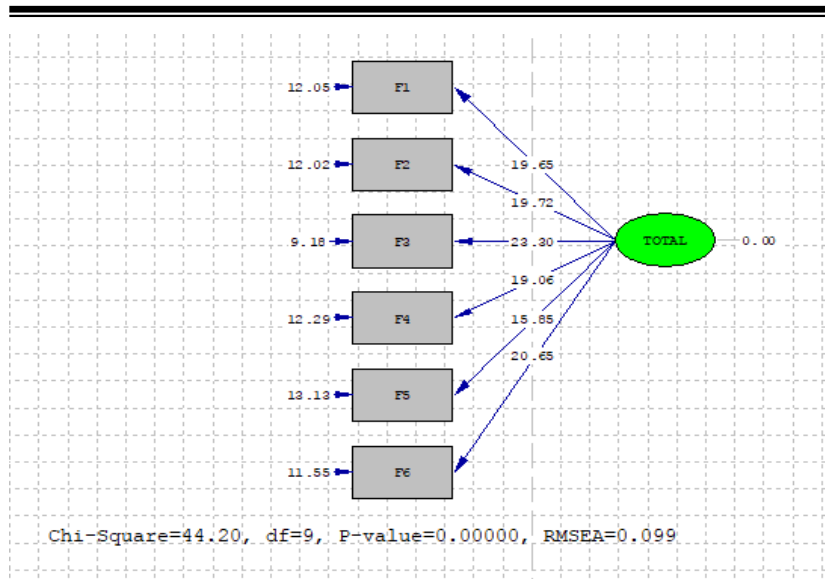 12.05 F1
19.65
12.02 F2
19.72
9.18 F3 23.30 TOTAL 0.00
19.06
12.29 F4 15.85
20.65
13.13 F5
11.55 F6
Chi-Square=44.20, df=9, P-value=0.00000, RMSEA=0.099